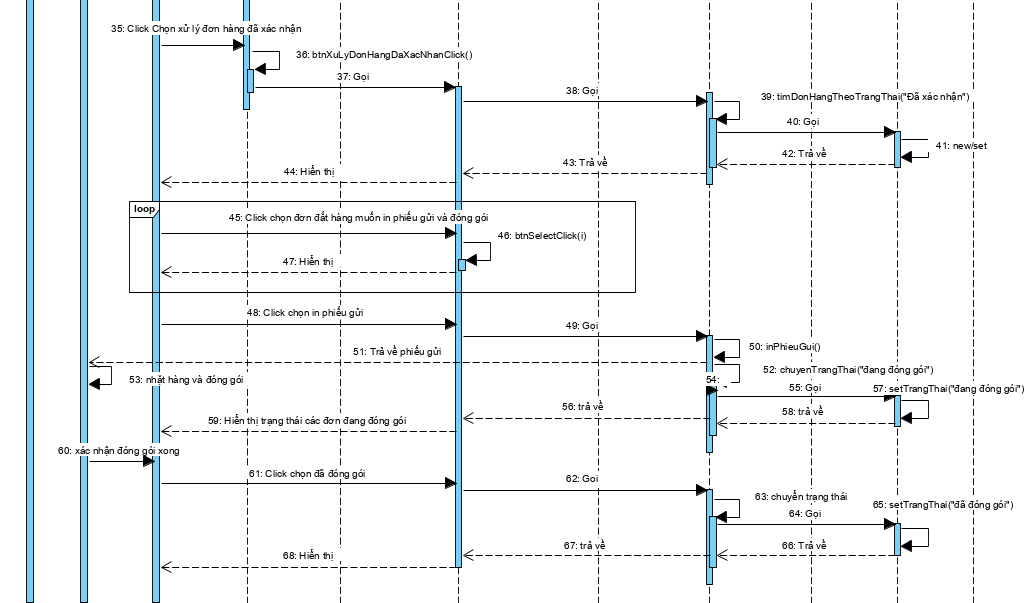 35: Click Chọn xử lý đơn hàng đã xác nhận
36: btnXuLyDonHangDaXacNhanClick()
37: Gọi
38: Gọi
39: timDonHangTheoTrangThai("Đã xác nhận")
40: Gọi
41: new/set
42: Trả về
43: Trả về
44: Hiển thị
loop
45: Click chọn đơn đặt hàng muốn in phiếu gửi và đóng gói
46: btnSelectClick(i)
47: Hiển thị
48: Click chọn in phiếu gửi
49: Gọi
50: inPhieuGui()
51: Trả về phiếu gửi
52: chuyenTrangThai("đang đóng gói")
53: nhặt hàng và đóng gói
54:
55: Gọi
57: setTrangThai("đang đóng gói")
56: trả về
58: trả về
59: Hiển thị trạng thái các đơn đang đóng gói
60: xác nhận đóng gói xong
61: Click chọn đã đóng gói
62: Goi
63: chuyển trạng thái
64: Gọi
65: setTrangThai("đã đóng gói")
66: Trả về
67: trả về
68: Hiển thị